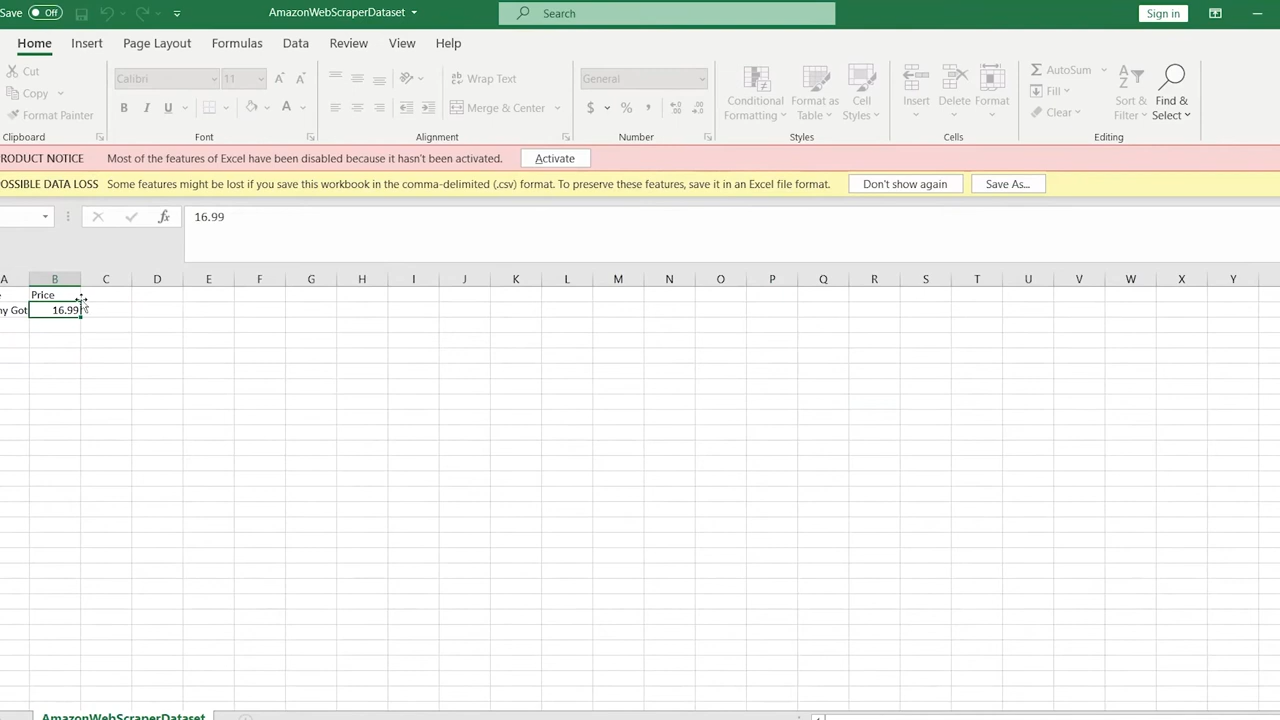 Save Off AmazonWebScraperDataset Search Sign in
Home Insert Page Layout Formulas Data Review View Help
Cut Calibri 11 Wrap Text General AutoSum
Copy Fill
Format Painter Merge & Center $ % Conditional Formatting Format as Table Cell Styles Insert Delete Format Clear Sort & Filter Find & Select
B I U A
Clipboard Font Alignment Number Styles Cells Editing
RODUCT NOTICE Most of the features of Excel have been disabled because it hasn't been activated. Activate
OSSIBLE DATA LOSS Some features might be lost if you save this workbook in the comma-delimited (.csv) format. To preserve these features, save it in an Excel file format. Don't show again Save As...
fx 16.99
A B C D E F G H I J K L M N O P Q R S T U V W X Y
Price
ny Got 16.99
AmazonWebScraperDataset